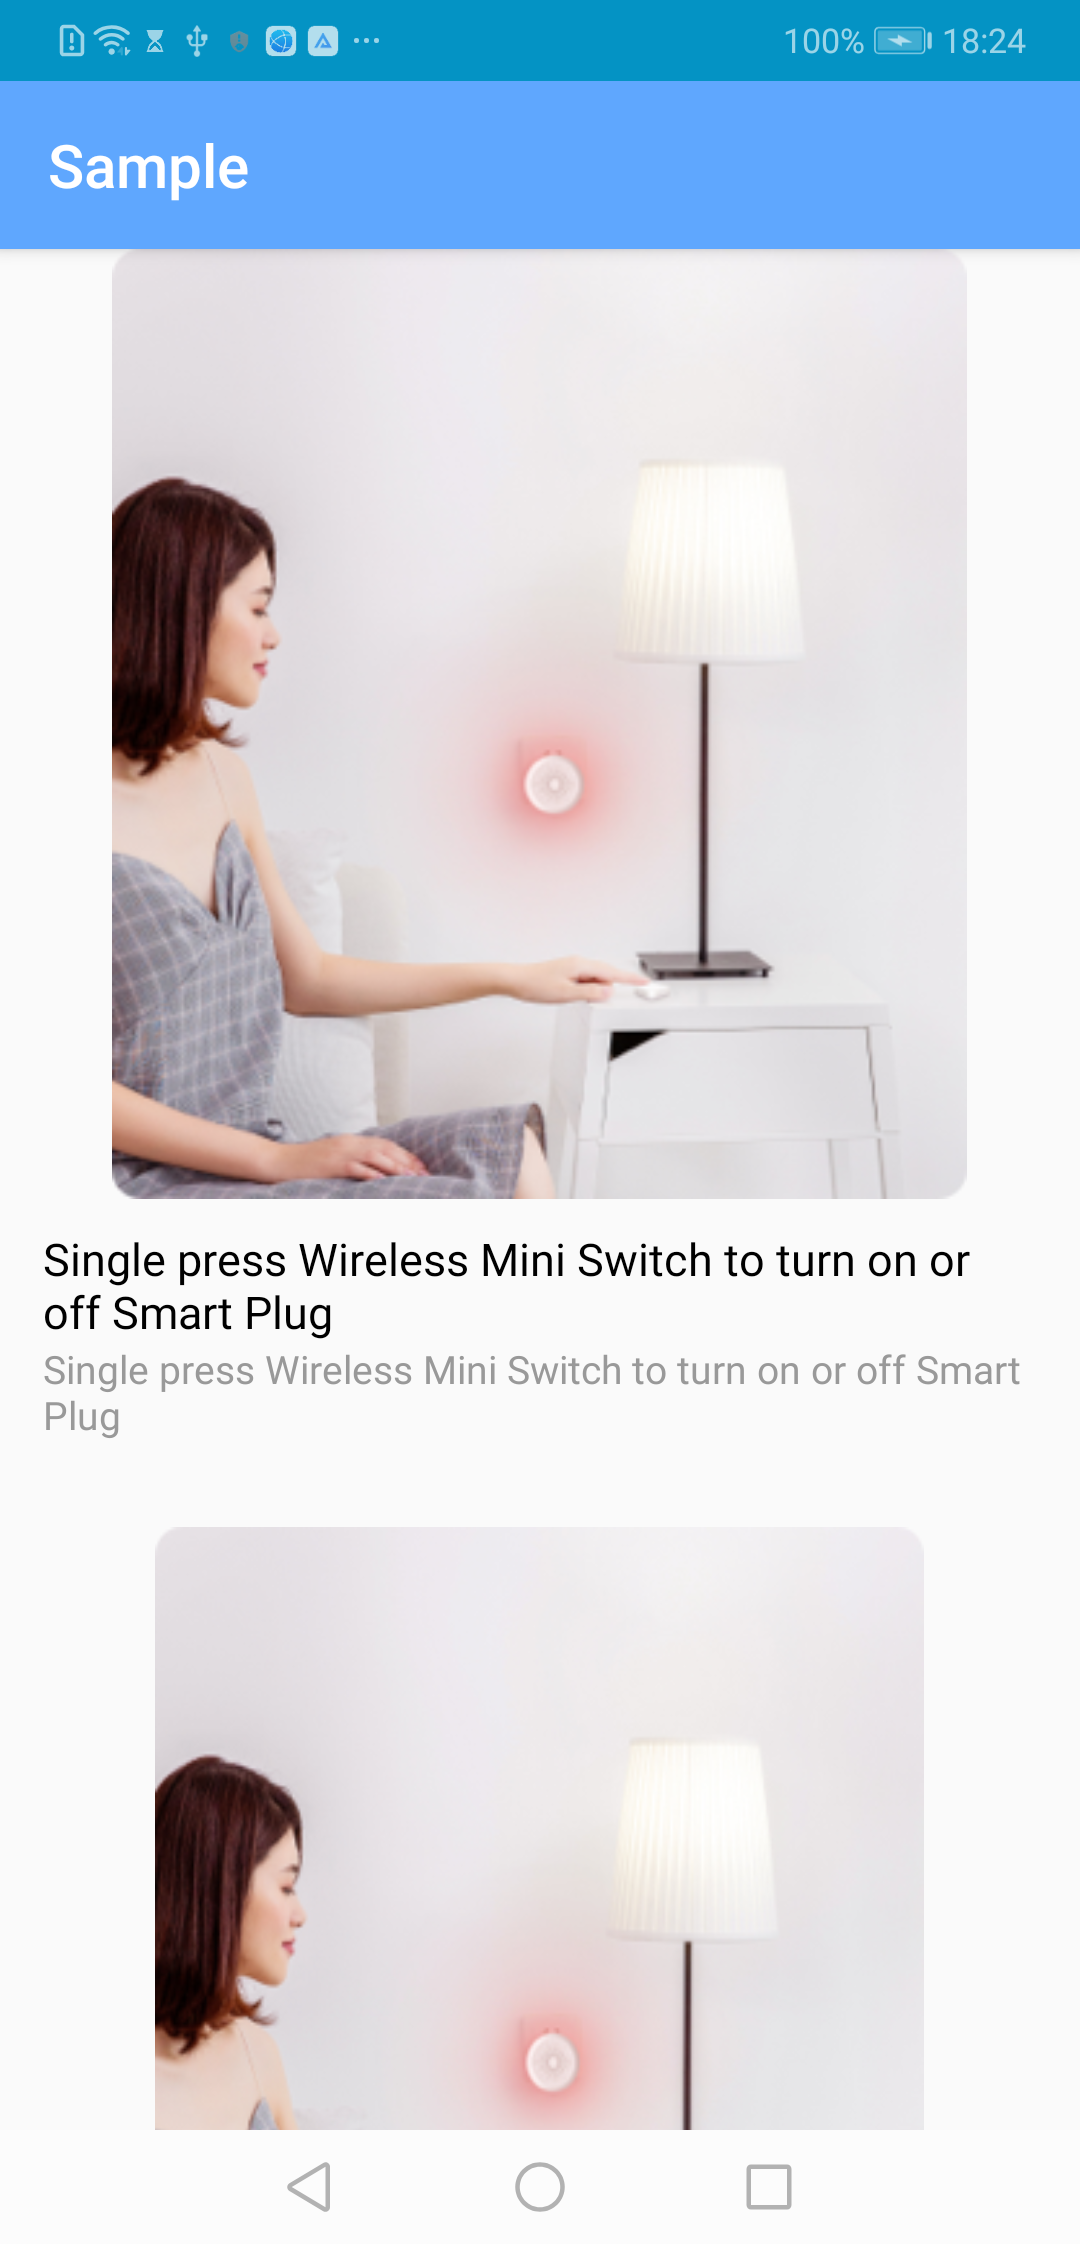 100% 18:24
Sample
Single press Wireless Mini Switch to turn on or
off Smart Plug
Single press Wireless Mini Switch to turn on or off Smart
Plug